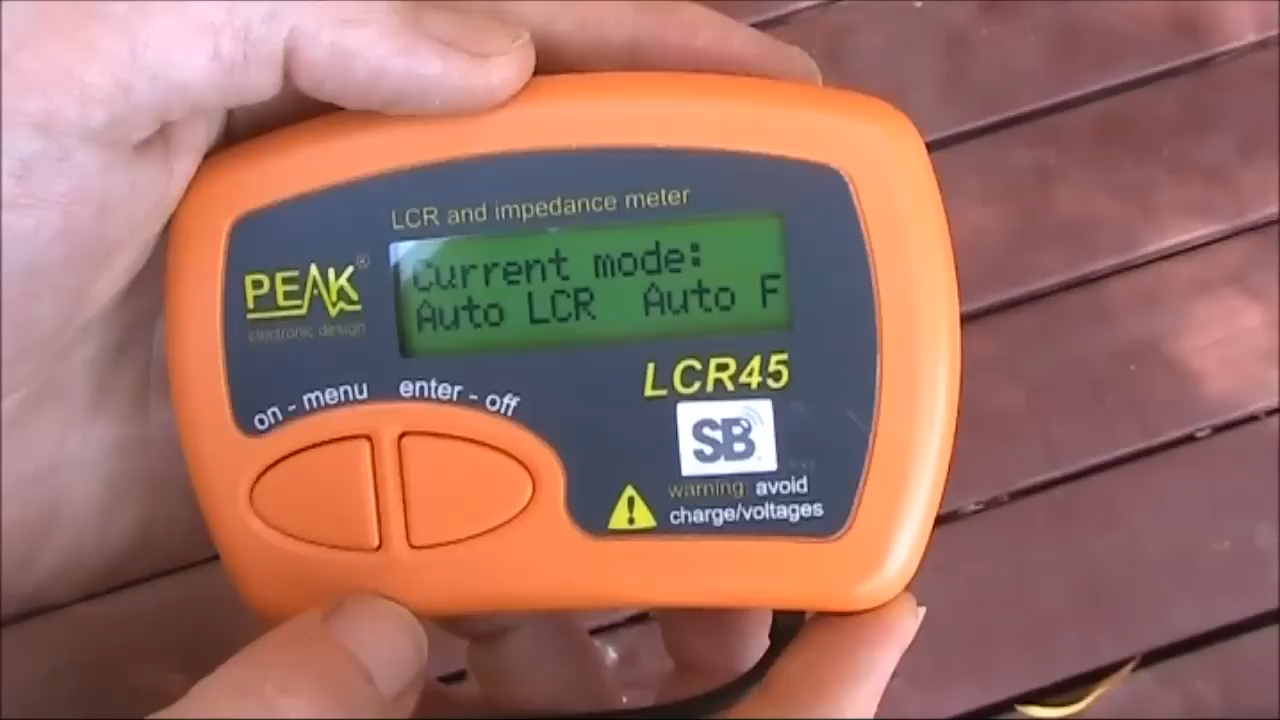 LCR and impedance meter
PEAK®
electronic design
Current mode:
Auto LCR  Auto F
on - menu
enter - off
LCR45
SB
warning: avoid
charge/voltages